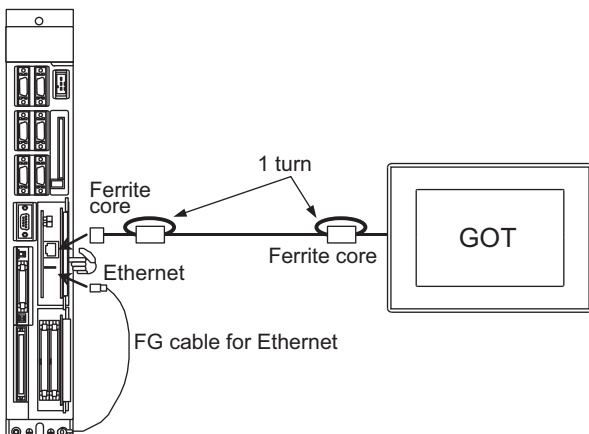 1 turn
Ferrite
core
GOT
Ferrite core
Ethernet
FG cable for Ethernet